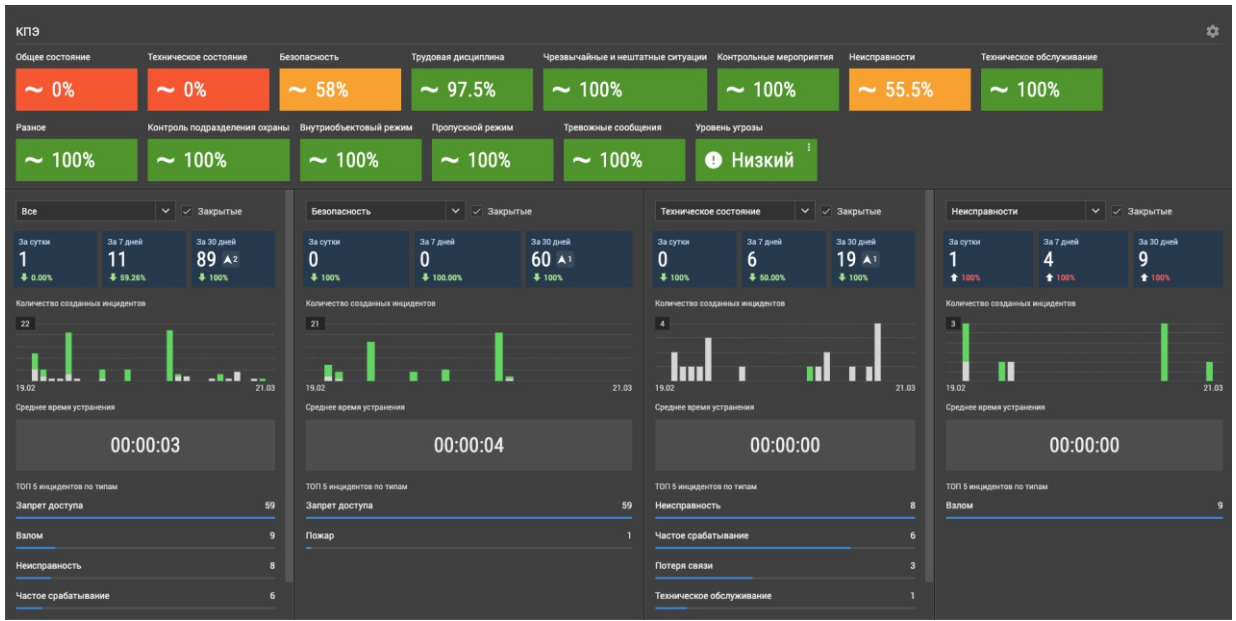 КПЭ
Общее состояние Техническое состояние Безопасность Трудовая дисциплина Чрезвычайные и нештатные ситуации Контрольные мероприятия Неисправности Техническое обслуживание
~ 0% ~ 0% ~ 58% ~ 97.5% ~ 100% ~ 100% ~ 55.5% ~ 100%
Разное Контроль подразделения охраны Внутриобъектовый режим Пропускной режим Тревожные сообщения Уровень угрозы
~ 100% ~ 100% ~ 100% ~ 100% ~ 100% Низкий
Все Закрытые
За сутки За 7 дней За 30 дней
1 11 89 2
0.00% 59.26% 100%
Количество созданных инцидентов
22
19.02 21.03
Среднее время устранения
00:00:03
ТОП 5 инцидентов по типам
Запрет доступа 59
Взлом 9
Неисправность 8
Частое срабатывание 6
Безопасность Закрытые
За сутки За 7 дней За 30 дней
0 0 60 1
100% 100.00% 100%
Количество созданных инцидентов
21
19.02 21.03
Среднее время устранения
00:00:04
ТОП 5 инцидентов по типам
Запрет доступа 59
Пожар 1
Техническое состояние Закрытые
За сутки За 7 дней За 30 дней
0 6 19 1
100% 50.00% 100%
Количество созданных инцидентов
4
19.02 21.03
Среднее время устранения
00:00:00
ТОП 5 инцидентов по типам
Неисправность 8
Частое срабатывание 6
Потеря связи 3
Техническое обслуживание 1
Неисправности Закрытые
За сутки За 7 дней За 30 дней
1 4 9
100% 100% 100%
Количество созданных инцидентов
3
19.02 21.03
Среднее время устранения
00:00:00
ТОП 5 инцидентов по типам
Взлом 9